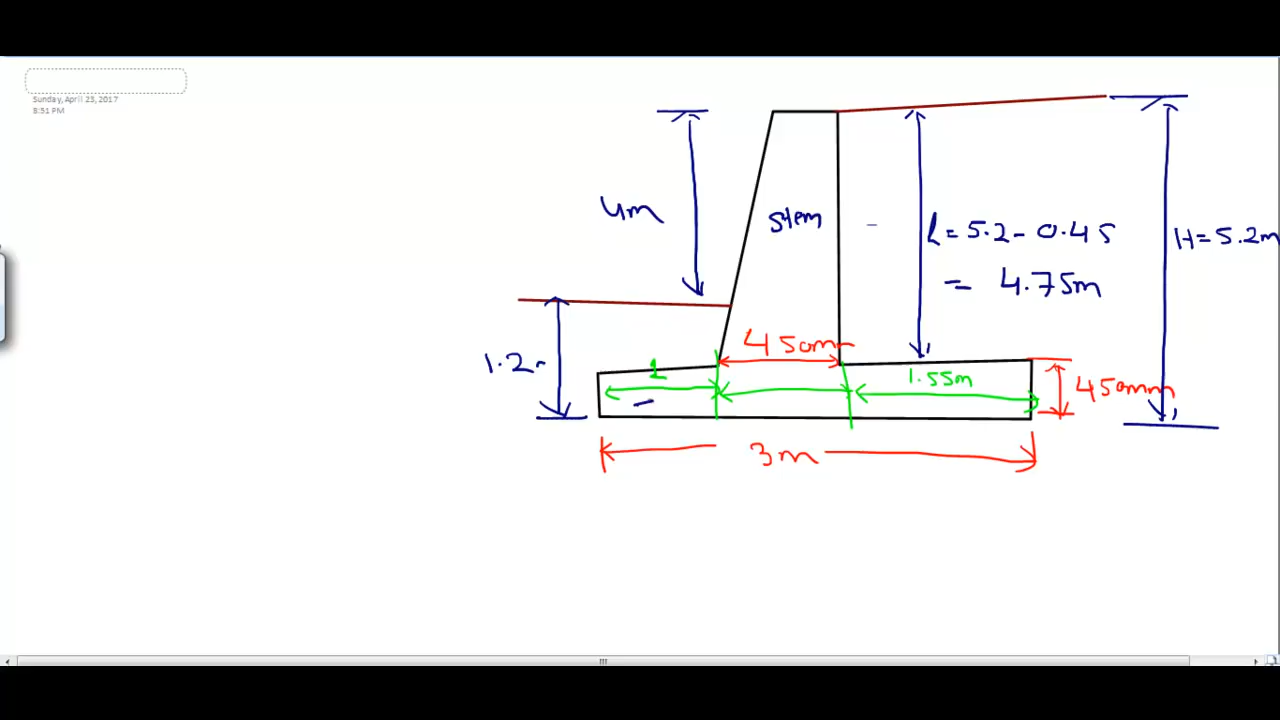 Sunday, April 23, 2017
8:31 PM
4m
Stem
L = 5.2 - 0.45
= 4.75m
H = 5.2m
1.2
450mm
1
1.55m
450mm
3m